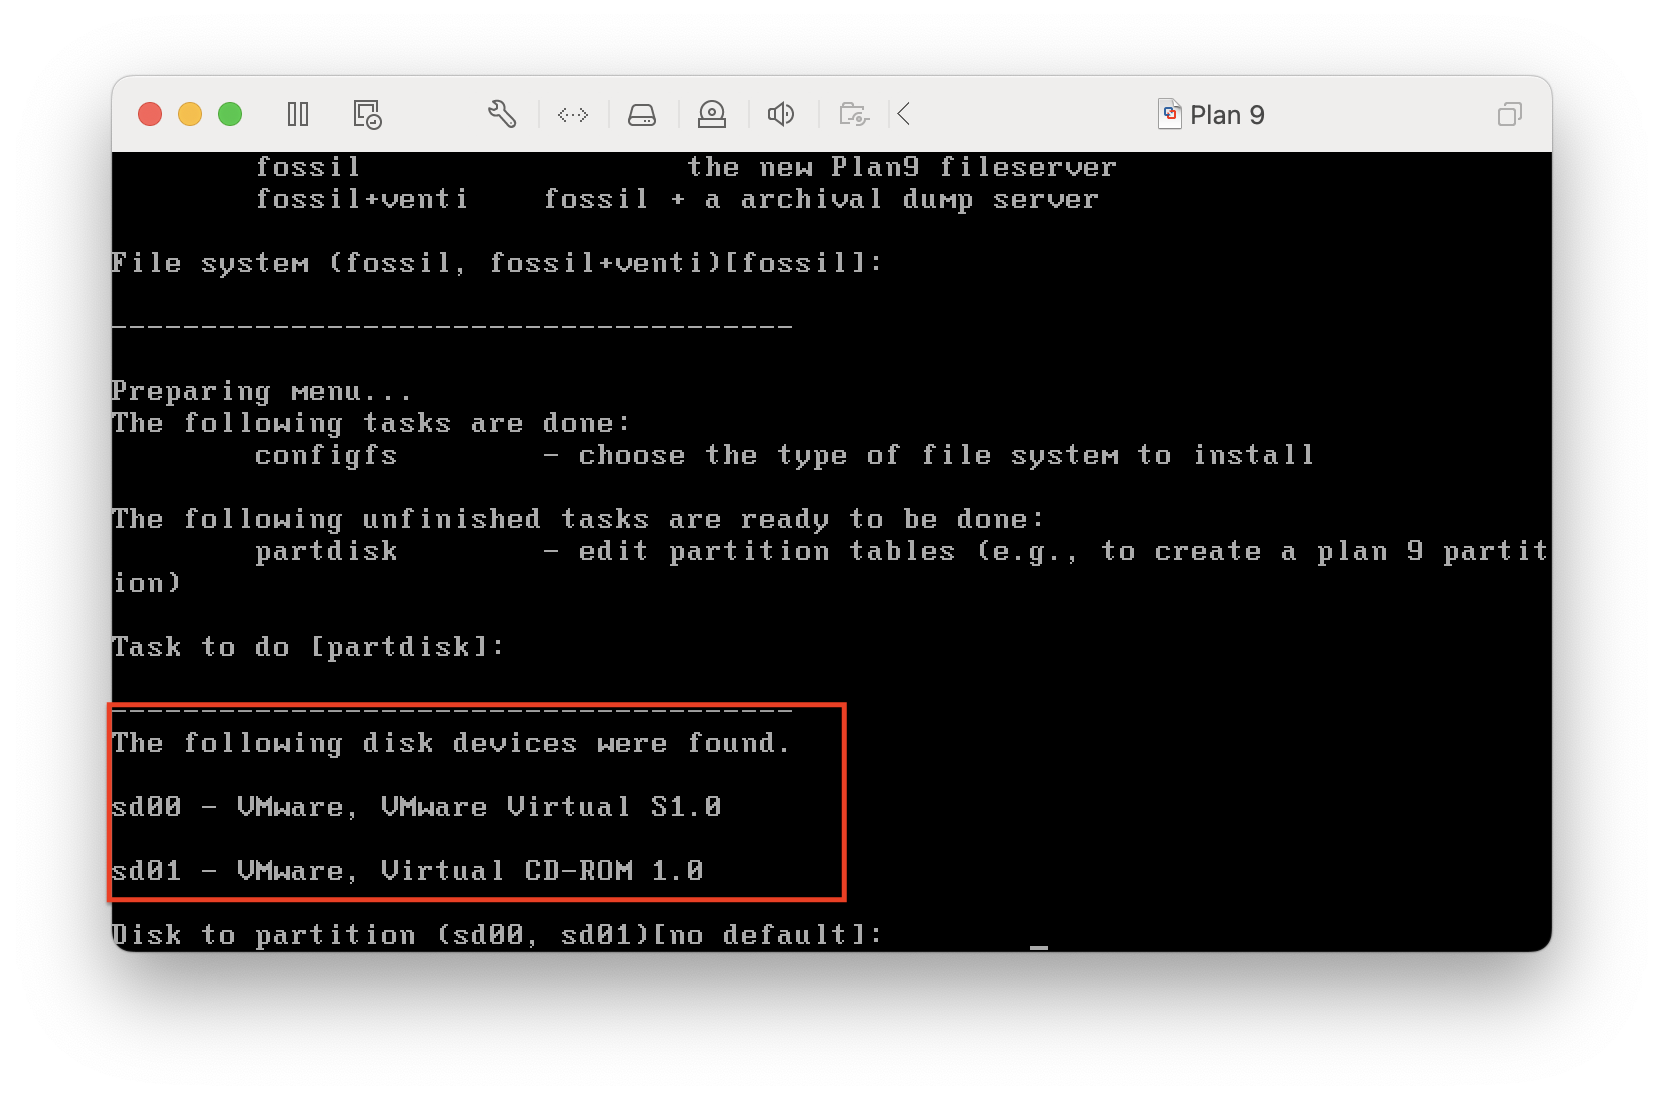 Plan 9
fossil the new Plan9 fileserver
fossil+venti fossil + a archival dump server
File system (fossil, fossil+venti)[fossil]:
--------------------------------------
Preparing menu...
The following tasks are done:
configfs - choose the type of file system to install
The following unfinished tasks are ready to be done:
partdisk - edit partition tables (e.g., to create a plan 9 partit
ion)
Task to do [partdisk]:
--------------------------------------
The following disk devices were found.
sd00 - VMware, VMware Virtual S1.0
sd01 - VMware, Virtual CD-ROM 1.0
Disk to partition (sd00, sd01)[no default]: _